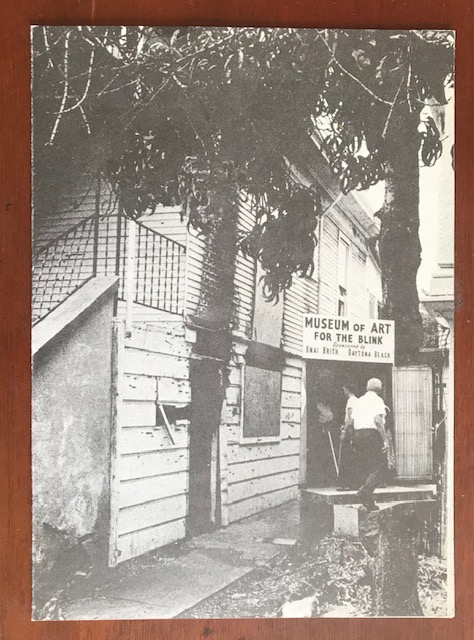 MUSEUM OF ART
FOR THE BLINK
Sponsored by
BNAI BRITH DAYTONA BEACH